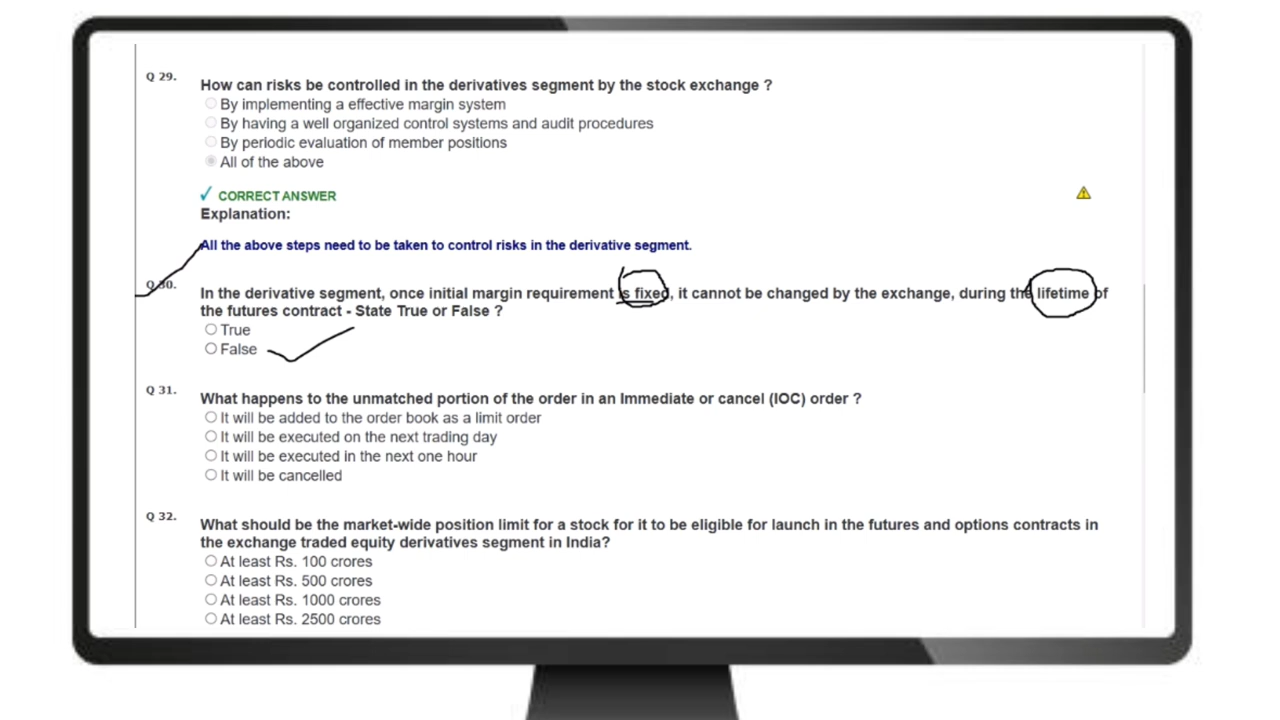 Q 29.
How can risks be controlled in the derivatives segment by the stock exchange ?
By implementing a effective margin system
By having a well organized control systems and audit procedures
By periodic evaluation of member positions
All of the above
CORRECT ANSWER
Explanation:
All the above steps need to be taken to control risks in the derivative segment.
Q 30.
In the derivative segment, once initial margin requirement is fixed, it cannot be changed by the exchange, during the lifetime of
the futures contract - State True or False ?
True
False
Q 31.
What happens to the unmatched portion of the order in an Immediate or cancel (IOC) order ?
It will be added to the order book as a limit order
It will be executed on the next trading day
It will be executed in the next one hour
It will be cancelled
Q 32.
What should be the market-wide position limit for a stock for it to be eligible for launch in the futures and options contracts in
the exchange traded equity derivatives segment in India?
At least Rs. 100 crores
At least Rs. 500 crores
At least Rs. 1000 crores
At least Rs. 2500 crores